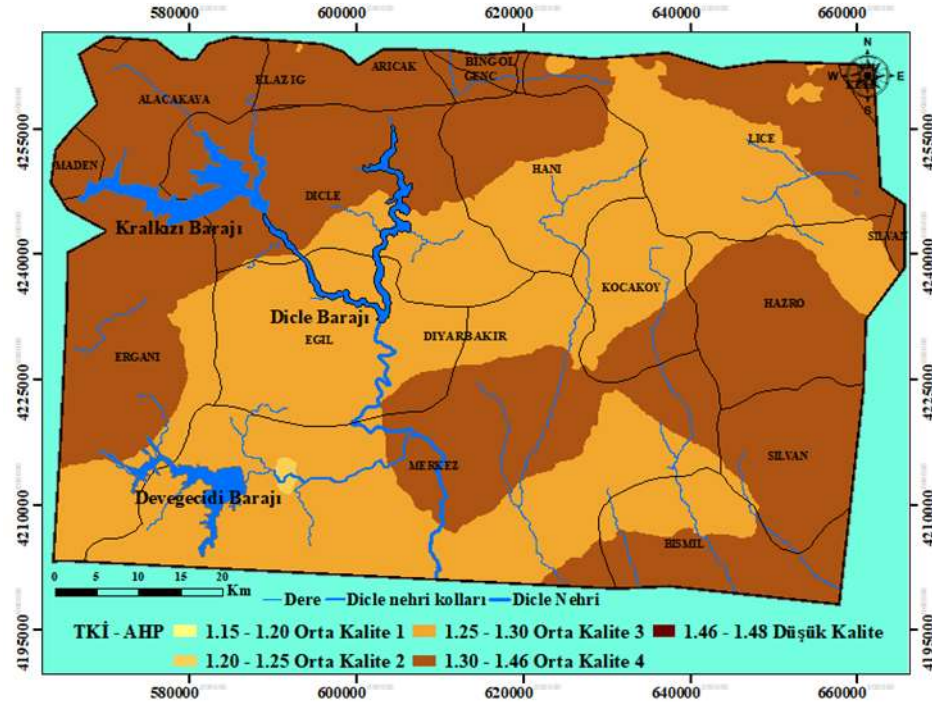 580000 600000 620000 640000 660000
N
W E
S
4255000 4255000
4240000 4240000
4225000 4225000
4210000 4210000
4195000 4195000
BINGOL
ARICAK
GENÇ
ELAZIG
ALACAKAYA
LICE
MADEN
HANI
DICLE
Kralkızı Barajı
SILVAN
KOCAKOY
HAZRO
Dicle Barajı
EGIL
DIYARBAKIR
ERGANI
SILVAN
MERKEZ
Devegecidi Barajı
BISMIL
0 5 10 20
Km
Dere Dicle nehri kolları Dicle Nehri
TKİ - AHP 1.15 - 1.20 Orta Kalite 1 1.25 - 1.30 Orta Kalite 3 1.46 - 1.48 Düşük Kalite
1.20 - 1.25 Orta Kalite 2 1.30 - 1.46 Orta Kalite 4
580000 600000 620000 640000 660000